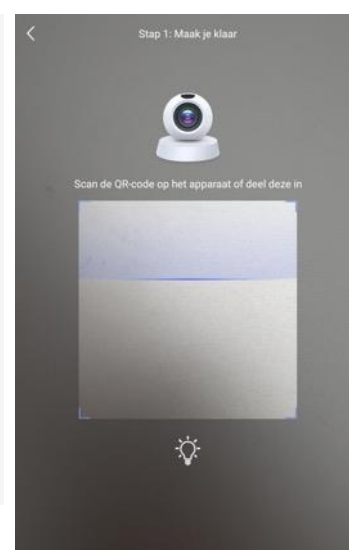 Stap 1: Maak je klaar
Scan de QR-code op het apparaat of deel deze in